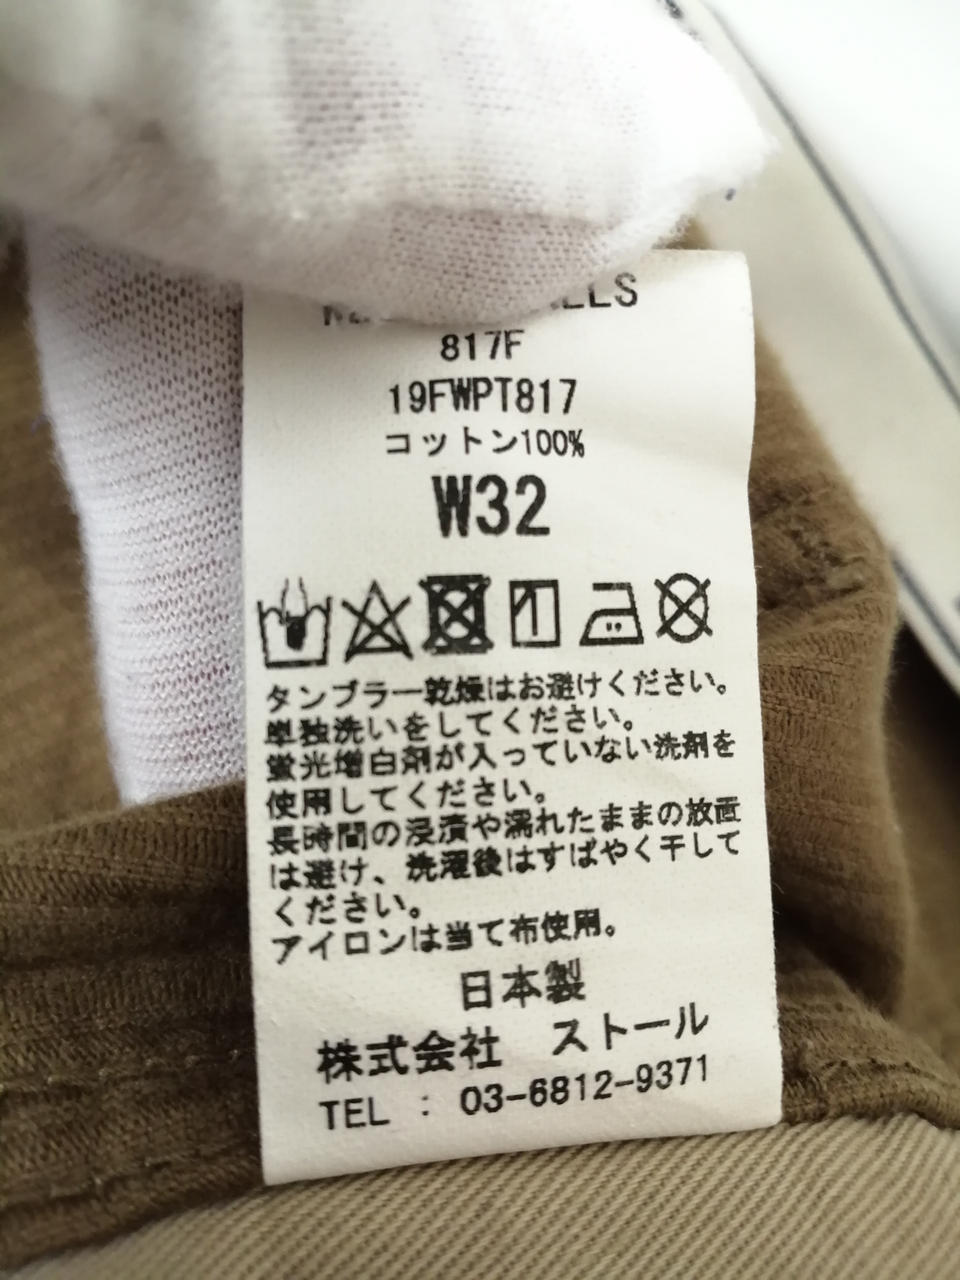 817F
19FWPT817
コットン100%
W32
タンブラー乾燥はお避けください。
単独洗いをしてください。
蛍光増白剤が入っていない洗剤を
使用してください。
長時間の浸漬や濡れたままの放置
は避け、洗濯後はすばやく干して
ください。
アイロンは当て布使用。
日本製
株式会社 ストール
TEL : 03-6812-9371